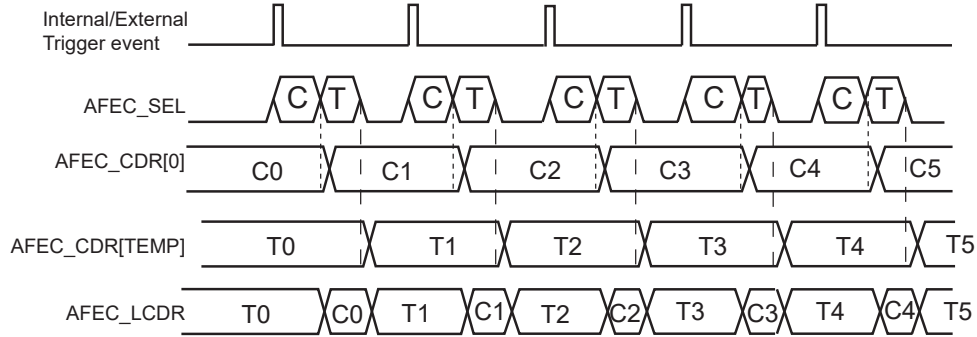 Internal/External
Trigger event
AFEC_SEL C T C T C T C T C T
AFEC_CDR[0] C0 C1 C2 C3 C4 C5
AFEC_CDR[TEMP] T0 T1 T2 T3 T4 T5
AFEC_LCDR T0 C0 T1 C1 T2 C2 T3 C3 T4 C4 T5